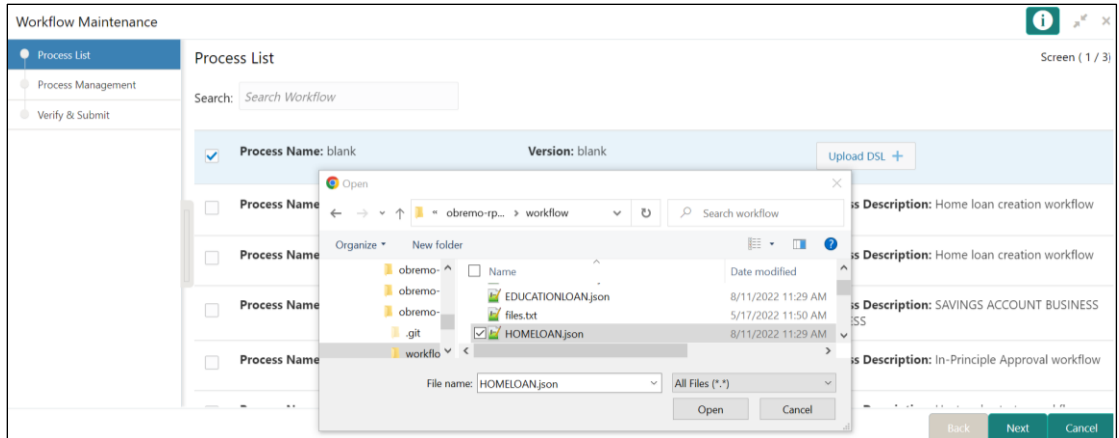 Workflow Maintenance
Process List
Process Management
Verify & Submit
Process List
Screen ( 1 / 3)
Search: Search Workflow
Process Name: blank Version: blank Upload DSL +
Process Name ss Description: Home loan creation workflow
Process Name ss Description: Home loan creation workflow
Process Name ss Description: SAVINGS ACCOUNT BUSINESS
ESS
Process Name ss Description: In-Principle Approval workflow
Open
obremo-rp... > workflow Search workflow
Organize New folder
Name Date modified
obremo-
obremo-
obremo-
.git
workflo
EDUCATIONLOAN.json 8/11/2022 11:29 AM
files.txt 5/17/2022 11:50 AM
HOMELOAN.json 8/11/2022 11:29 AM
File name: HOMELOAN.json All Files (*.*)
Open Cancel
Back Next Cancel